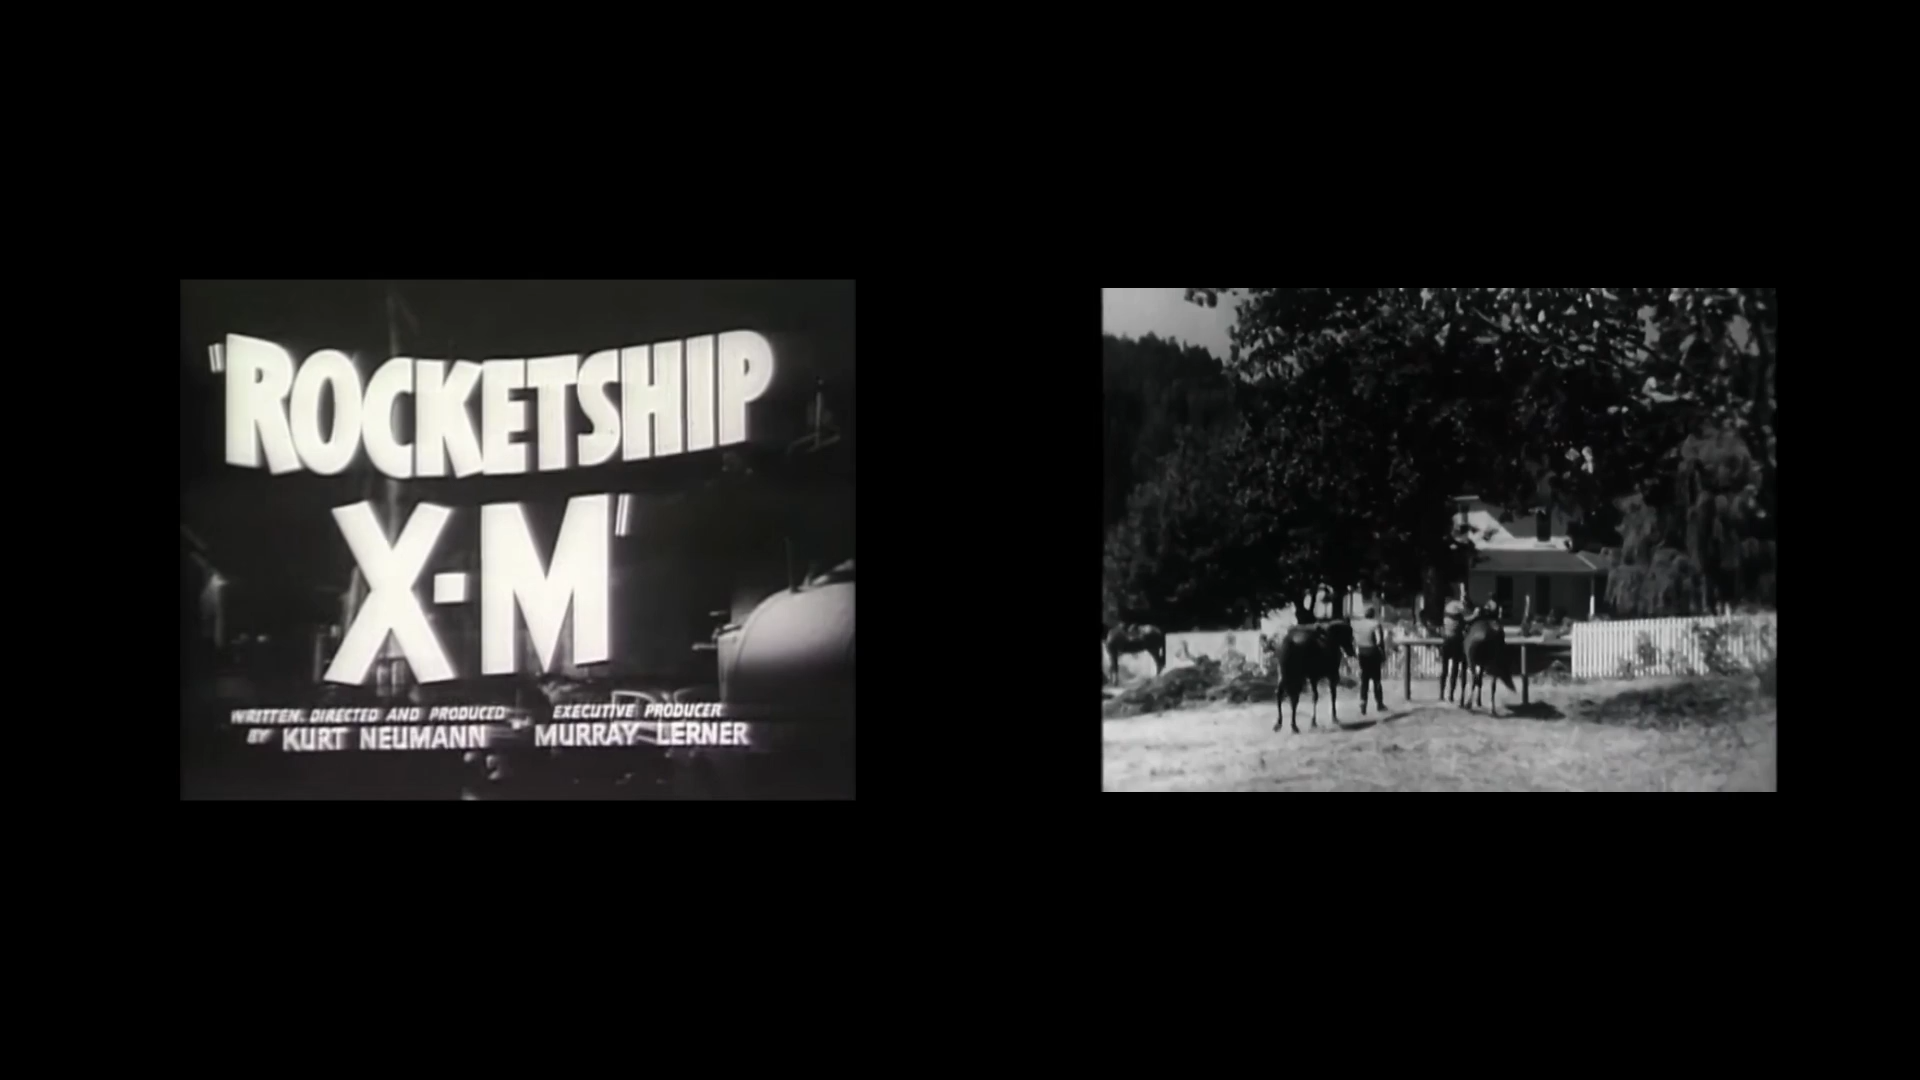 "ROCKETSHIP
X-M"
WRITTEN, DIRECTED AND PRODUCED
BY KURT NEUMANN
EXECUTIVE PRODUCER
MURRAY LERNER